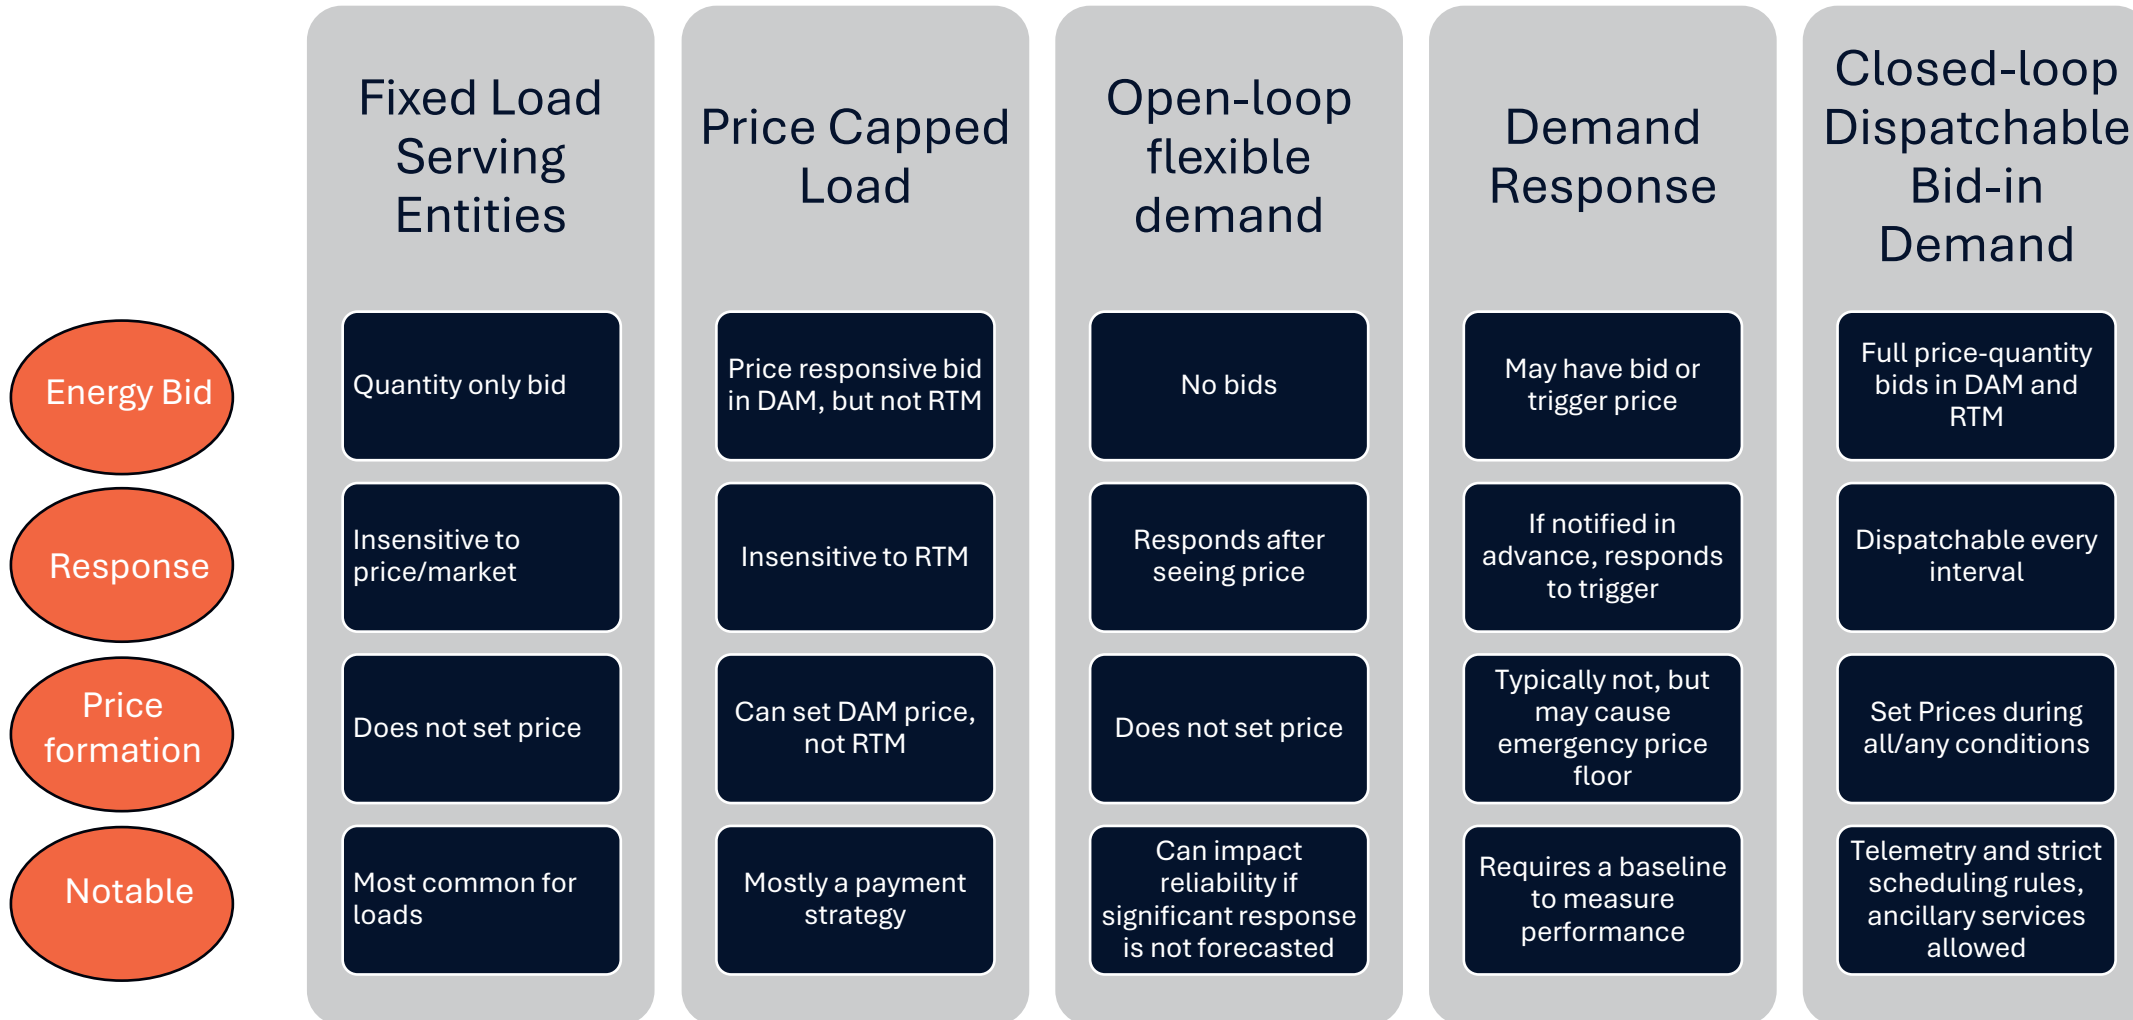 Fixed Load
Serving
Entities
Price Capped
Load
Open-loop
flexible
demand
Demand
Response
Closed-loop
Dispatchable
Bid-in
Demand
Energy Bid
Quantity only bid
Price responsive bid
in DAM, but not RTM
No bids
May have bid or
trigger price
Full price-quantity
bids in DAM and
RTM
Response
Insensitive to
price/market
Insensitive to RTM
Responds after
seeing price
If notified in
advance, responds
to trigger
Dispatchable every
interval
Price
formation
Does not set price
Can set DAM price,
not RTM
Does not set price
Typically not, but
may cause
emergency price
floor
Set Prices during
all/any conditions
Notable
Most common for
loads
Mostly a payment
strategy
Can impact
reliability if
significant response
is not forecasted
Requires a baseline
to measure
performance
Telemetry and strict
scheduling rules,
ancillary services
allowed